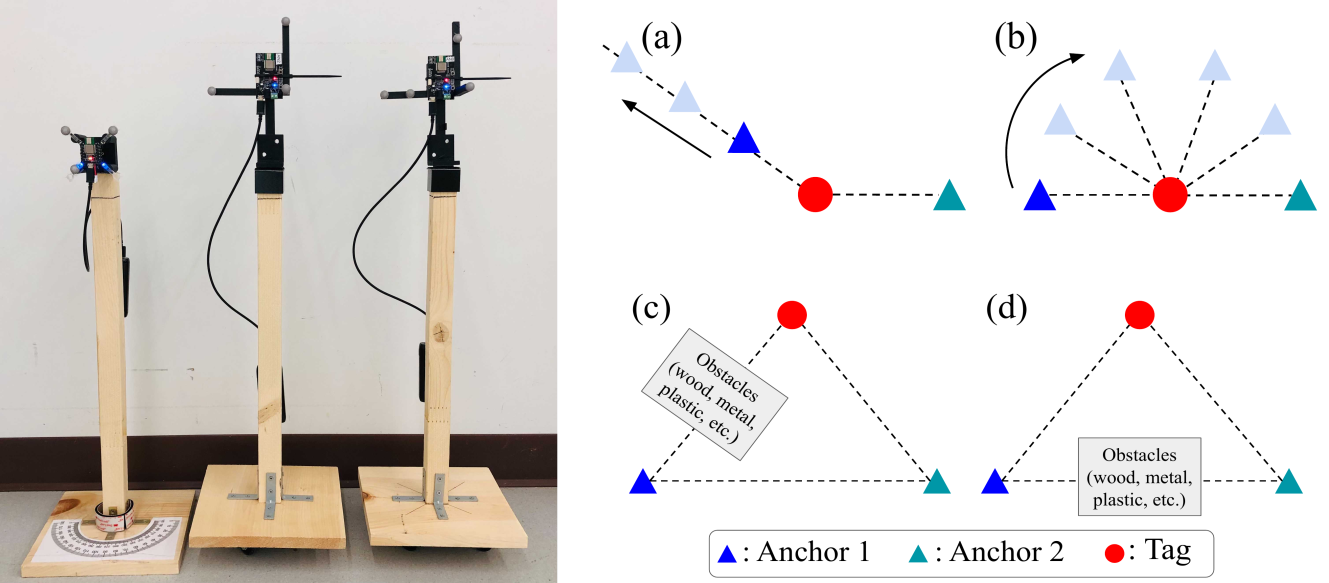 (a)
(b)
(c)
Obstacles
(wood, metal,
plastic, etc.)
(d)
Obstacles
(wood, metal,
plastic, etc.)
: Anchor 1
: Anchor 2
: Tag